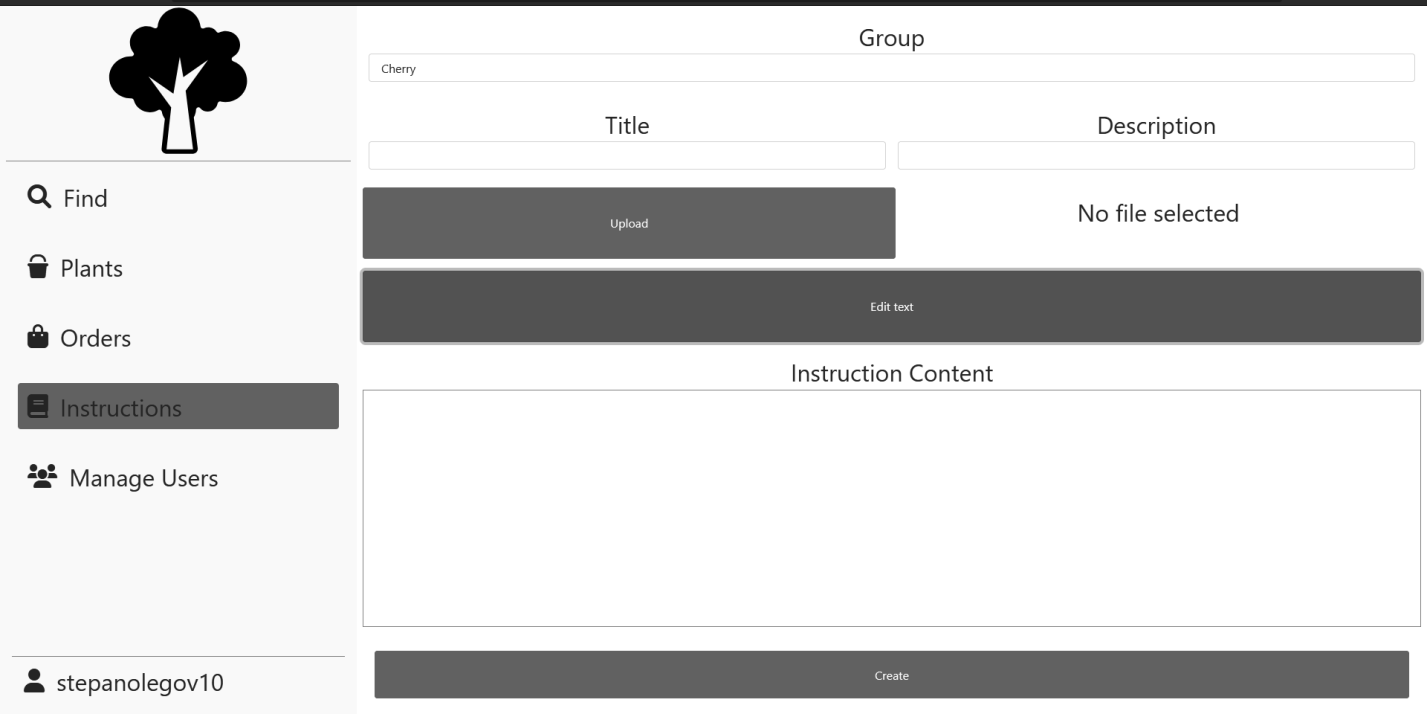 Find
Plants
Orders
Instructions
Manage Users
stepanolegov10
Group
Cherry
Title
Description
Upload
No file selected
Edit text
Instruction Content
Create